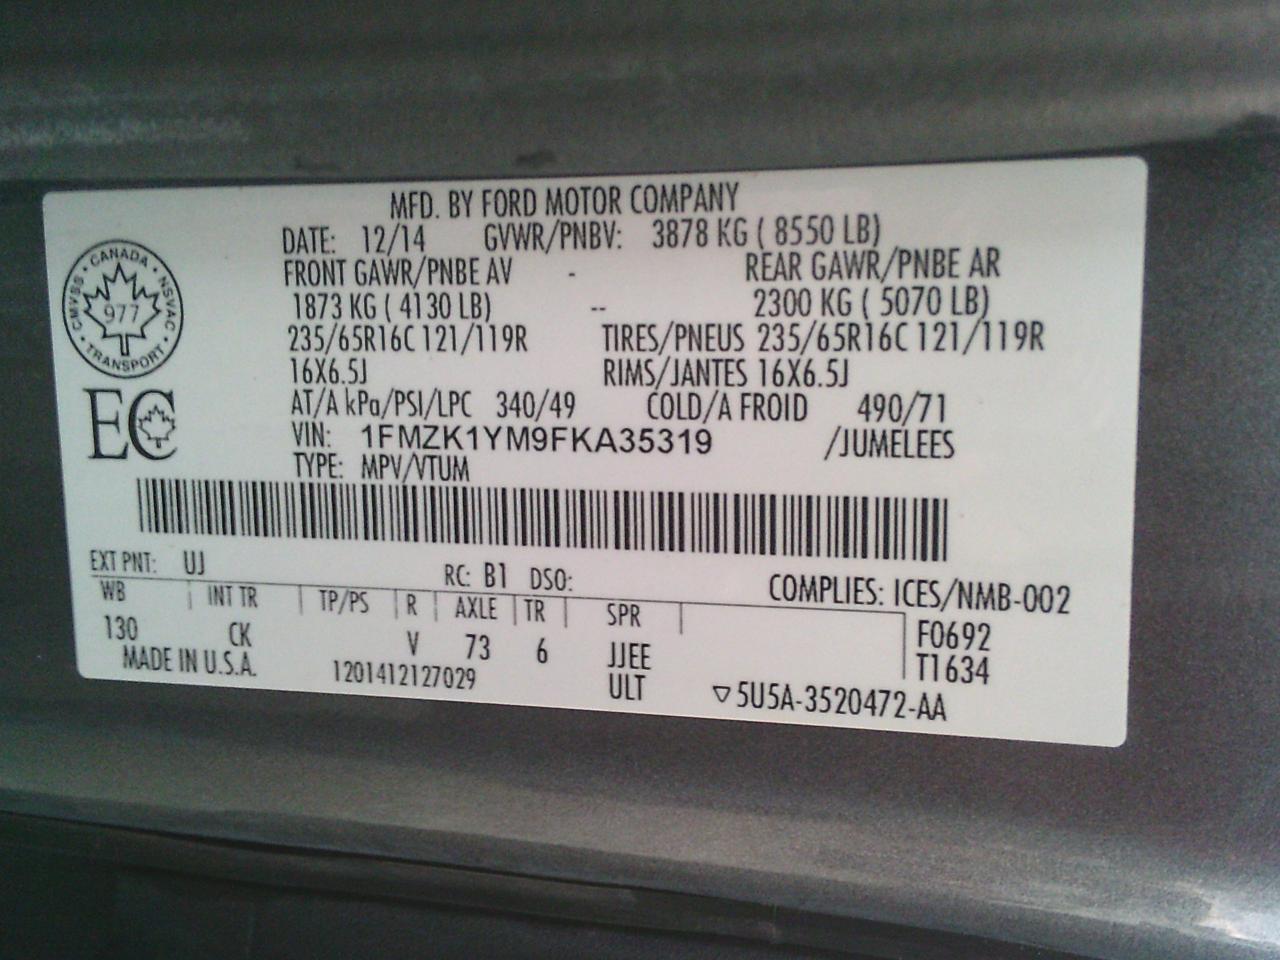 MFD. BY FORD MOTOR COMPANY
DATE: 12/14 GVWR/PNBV: 3878 KG ( 8550 LB)
FRONT GAWR/PNBE AV - REAR GAWR/PNBE AR
1873 KG ( 4130 LB) -- 2300 KG ( 5070 LB)
235/65R16C 121/119R TIRES/PNEUS 235/65R16C 121/119R
16X6.5J RIMS/JANTES 16X6.5J
AT/A kPa/PSI/LPC 340/49 COLD/A FROID 490/71
VIN: 1FMZK1YM9FKA35319 /JUMELEES
TYPE: MPV/VTUM
CANADA
CMVSS • NSVAC
977
TRANSPORT
EC
EXT PNT: UJ RC: B1 DSO: COMPLIES: ICES/NMB-002
WB INT TR TP/PS R AXLE TR SPR F0692
130 CK V 73 6 JJEE T1634
MADE IN U.S.A. 1201412127029 ULT ▽5U5A-3520472-AA